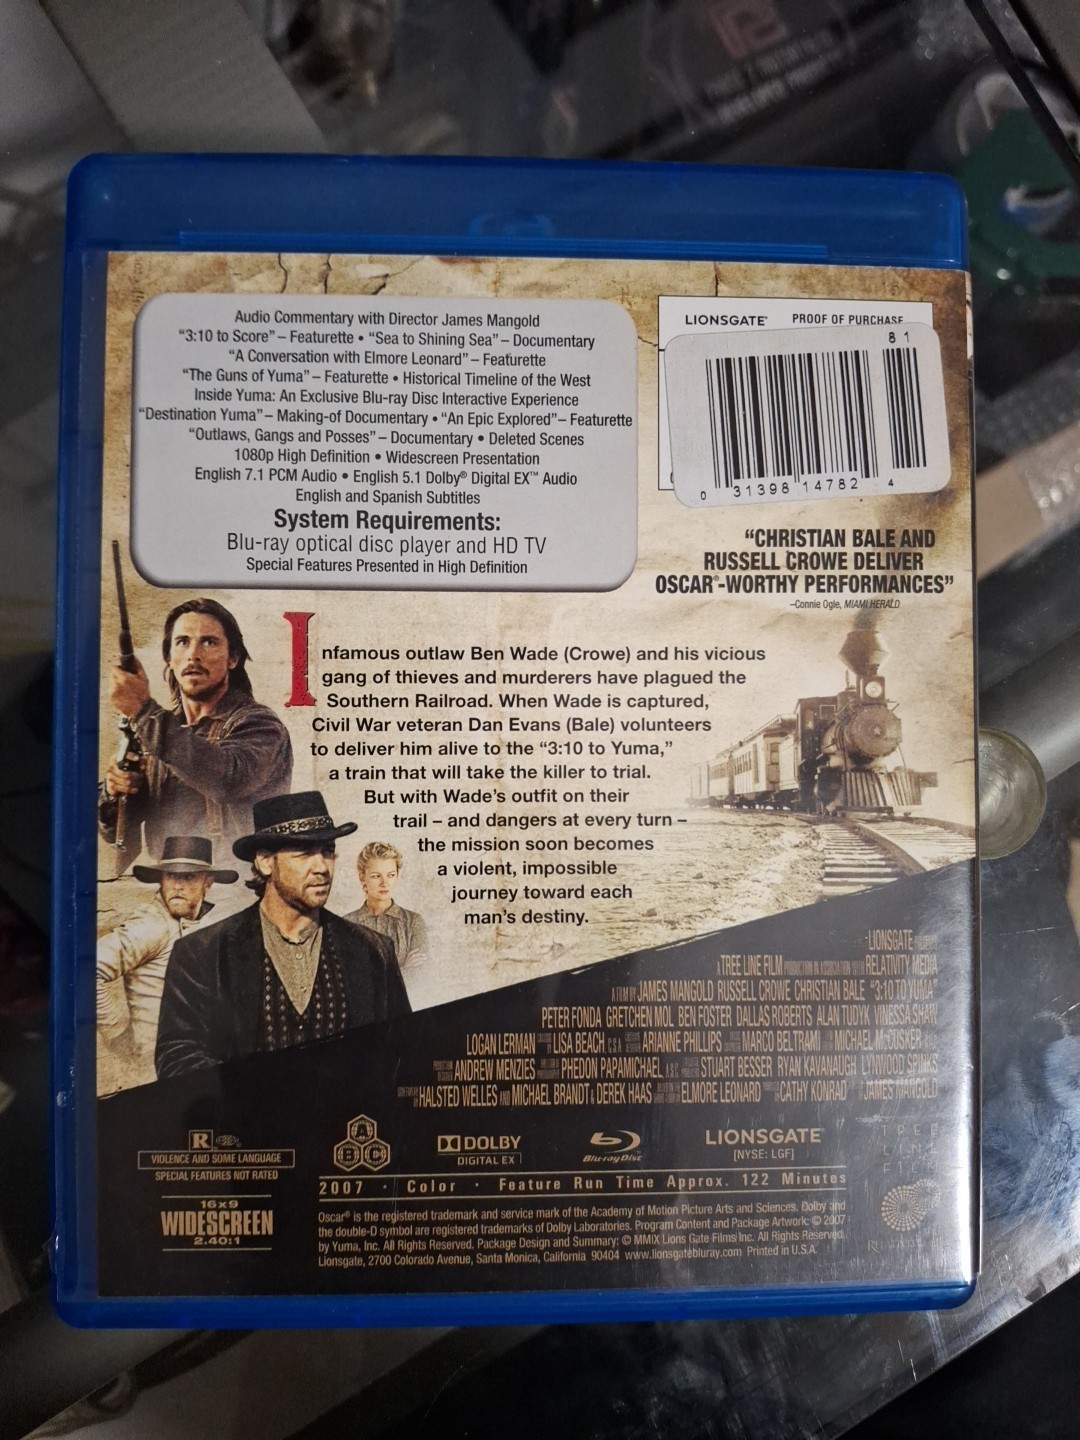 Audio Commentary with Director James Mangold
“3:10 to Score” – Featurette • “Sea to Shining Sea” – Documentary
“A Conversation with Elmore Leonard” – Featurette
“The Guns of Yuma” – Featurette • Historical Timeline of the West
Inside Yuma: An Exclusive Blu-ray Disc Interactive Experience
“Destination Yuma” – Making-of Documentary • “An Epic Explored” – Featurette
“Outlaws, Gangs and Posses” – Documentary • Deleted Scenes
1080p High Definition • Widescreen Presentation
English 7.1 PCM Audio • English 5.1 Dolby® Digital EX™ Audio
English and Spanish Subtitles
System Requirements:
Blu-ray optical disc player and HD TV
Special Features Presented in High Definition
LIONSGATE® PROOF OF PURCHASE
81
0 31398 14782 4
“CHRISTIAN BALE AND
RUSSELL CROWE DELIVER
OSCAR®-WORTHY PERFORMANCES”
–Connie Ogle, MIAMI HERALD
Infamous outlaw Ben Wade (Crowe) and his vicious
gang of thieves and murderers have plagued the
Southern Railroad. When Wade is captured,
Civil War veteran Dan Evans (Bale) volunteers
to deliver him alive to the “3:10 to Yuma,”
a train that will take the killer to trial.
But with Wade’s outfit on their
trail – and dangers at every turn –
the mission soon becomes
a violent, impossible
journey toward each
man’s destiny.
LIONSGATE
A TREE LINE FILM PRODUCTION IN ASSOCIATION WITH RELATIVITY MEDIA
A FILM BY JAMES MANGOLD RUSSELL CROWE CHRISTIAN BALE “3:10 TO YUMA”
PETER FONDA GRETCHEN MOL BEN FOSTER DALLAS ROBERTS ALAN TUDYK VINESSA SHAW
LOGAN LERMAN LISA BEACH C.S.A. ARIANNE PHILLIPS MARCO BELTRAMI MICHAEL McCUSKER
ANDREW MENZIES PHEDON PAPAMICHAEL STUART BESSER RYAN KAVANAUGH LYNWOOD SPINKS
HALSTED WELLES AND MICHAEL BRANDT & DEREK HAAS ELMORE LEONARD CATHY KONRAD JAMES MANGOLD
R
VIOLENCE AND SOME LANGUAGE
SPECIAL FEATURES NOT RATED
16x9
WIDESCREEN
2.40:1
A
B C
DOLBY
DIGITAL EX
Blu-ray Disc
LIONSGATE®
[NYSE: LGF]
TREE
LINE
2007 · Color · Feature Run Time Approx. 122 Minutes
Oscar® is the registered trademark and service mark of the Academy of Motion Picture Arts and Sciences. Dolby and
the double-D symbol are registered trademarks of Dolby Laboratories. Program Content and Package Artwork: © 2007
by Yuma, Inc. All Rights Reserved. Package Design and Summary: © MMIX Lions Gate Films Inc. All Rights Reserved.
Lionsgate, 2700 Colorado Avenue, Santa Monica, California 90404 www.lionsgatebluray.com Printed in U.S.A.